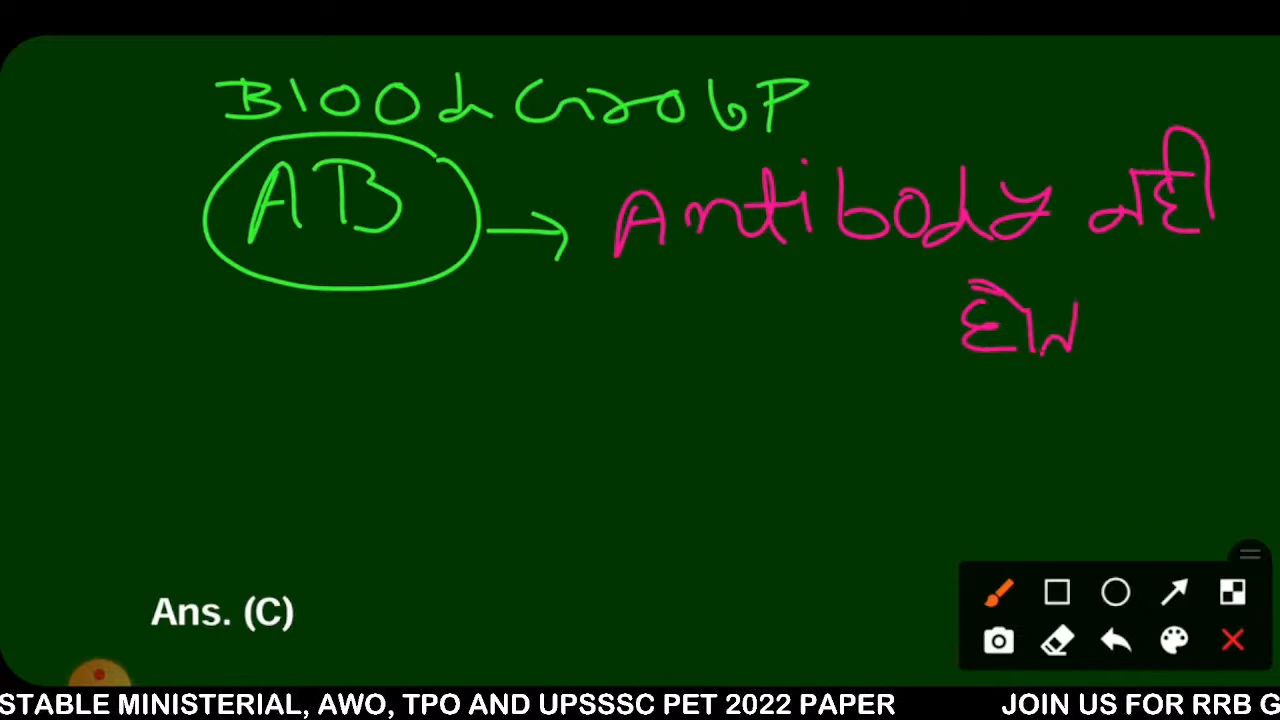 Blood Group
AB → Antibody नही
होता
Ans. (C)
STABLE MINISTERIAL, AWO, TPO AND UPSSSC PET 2022 PAPER JOIN US FOR RRB G